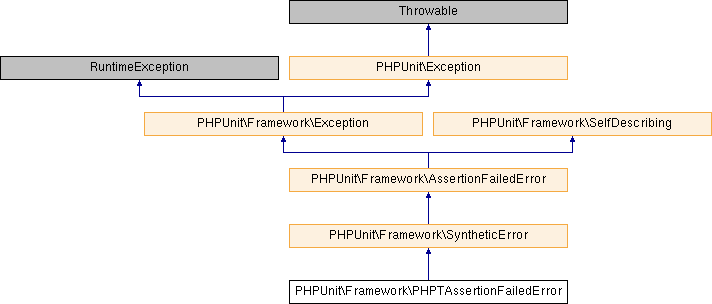 Throwable
RuntimeException
PHPUnit\Exception
PHPUnit\Framework\Exception
PHPUnit\Framework\SelfDescribing
PHPUnit\Framework\AssertionFailedError
PHPUnit\Framework\SyntheticError
PHPUnit\Framework\PHPTAssertionFailedError